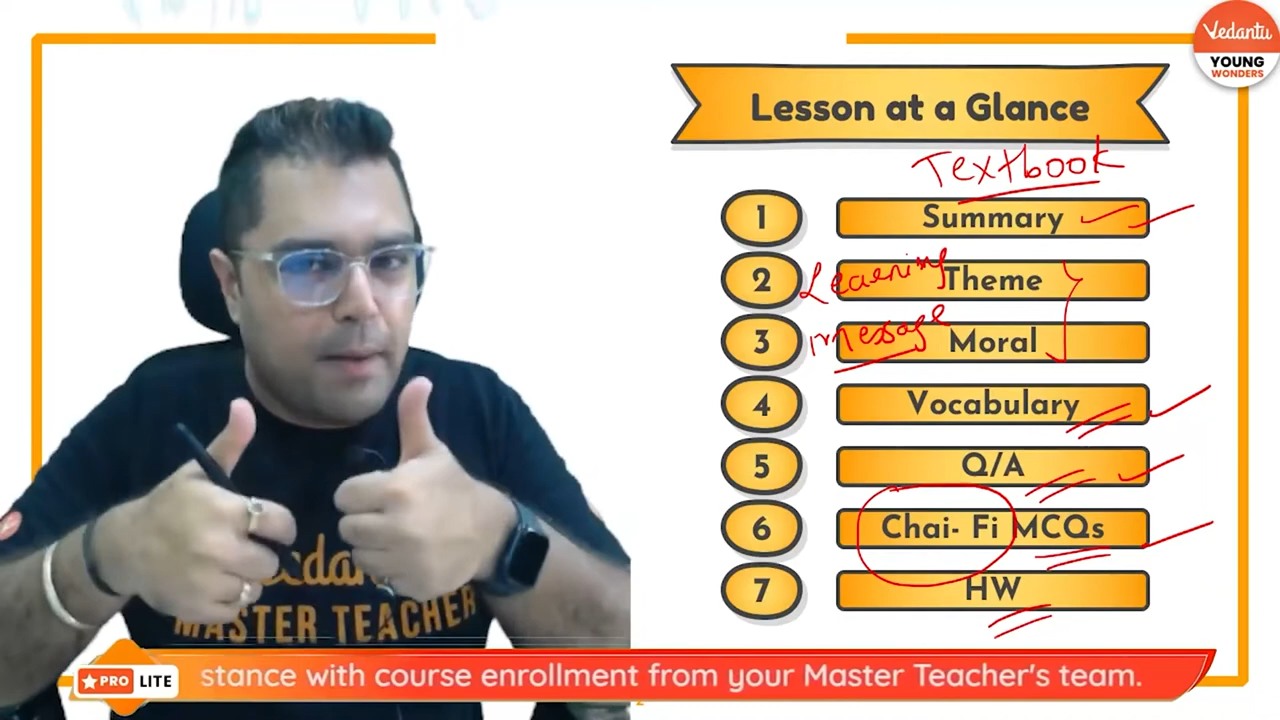 Vedantu
YOUNG
WONDERS
Lesson at a Glance
Textbook
1 Summary
2 Learning Theme
3 message Moral
4 Vocabulary
5 Q/A
6 Chai- Fi MCQs
7 HW
MASTER TEACHER
PRO LITE
stance with course enrollment from your Master Teacher's team.